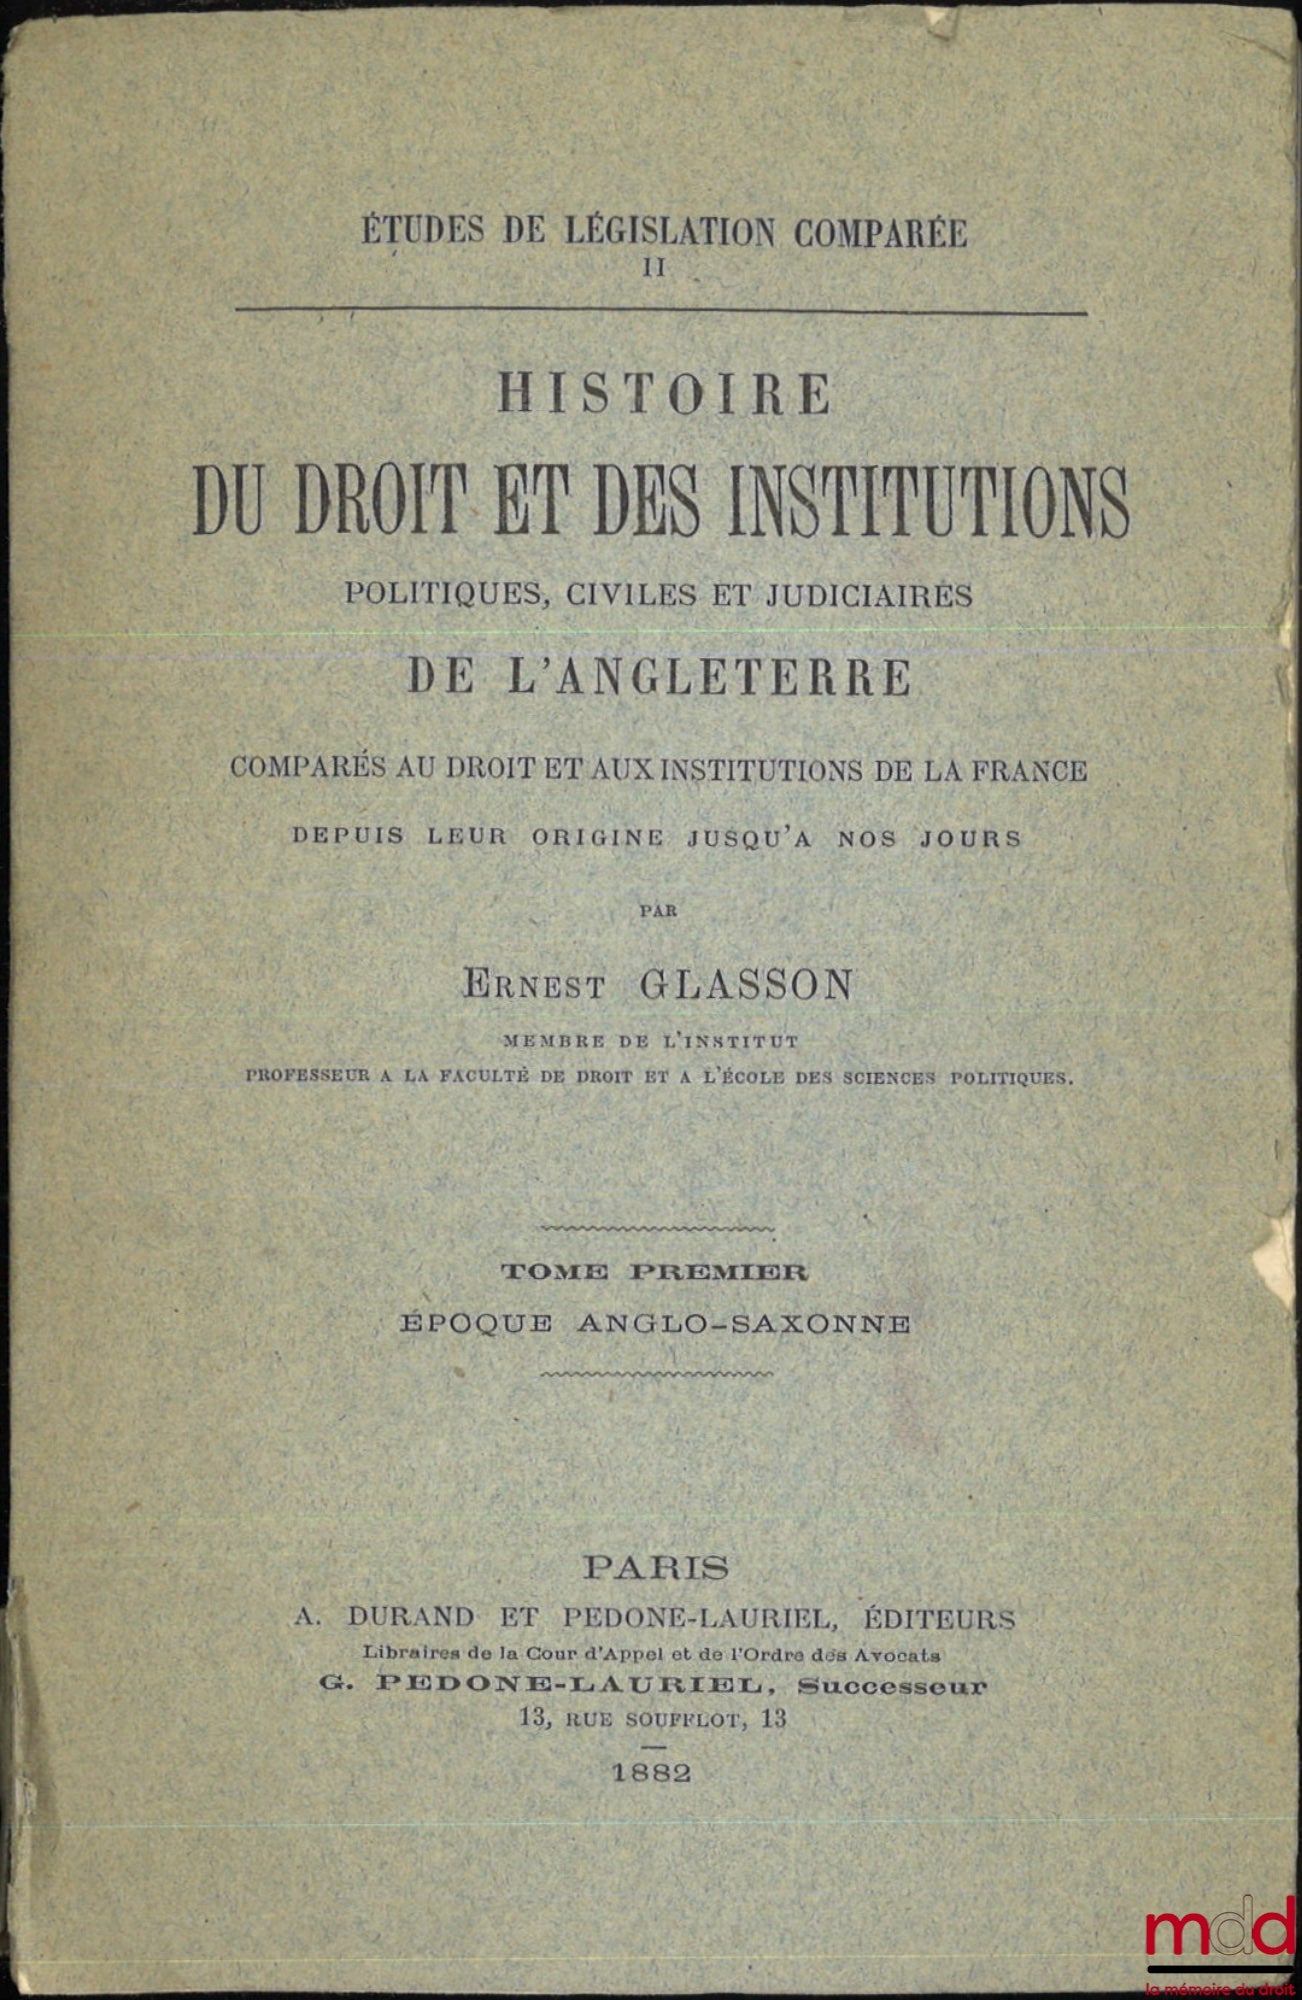 ÉTUDES DE LÉGISLATION COMPARÉE
II
HISTOIRE
DU DROIT ET DES INSTITUTIONS
POLITIQUES, CIVILES ET JUDICIAIRES
DE L'ANGLETERRE
COMPARÉS AU DROIT ET AUX INSTITUTIONS DE LA FRANCE
DEPUIS LEUR ORIGINE JUSQU'A NOS JOURS
PAR
ERNEST GLASSON
MEMBRE DE L'INSTITUT
PROFESSEUR A LA FACULTÉ DE DROIT ET A L'ÉCOLE DES SCIENCES POLITIQUES.
TOME PREMIER
ÉPOQUE ANGLO-SAXONNE
PARIS
A. DURAND ET PEDONE-LAURIEL, ÉDITEURS
Libraires de la Cour d'Appel et de l'Ordre des Avocats
G. PEDONE-LAURIEL, Successeur
13, RUE SOUFFLOT, 13
1882
mdd
la mémoire du droit